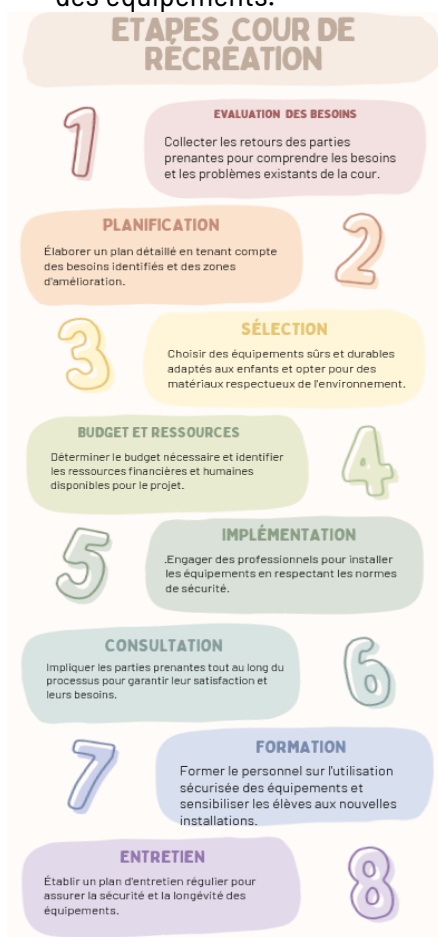 des équipements.
ETAPES COUR DE
RÉCRÉATION
1
EVALUATION DES BESOINS
Collecter les retours des parties
prenantes pour comprendre les besoins
et les problèmes existants de la cour.
PLANIFICATION
Élaborer un plan détaillé en tenant compte
des besoins identifiés et des zones
d'amélioration.
2
3
SÉLECTION
Choisir des équipements sûrs et durables
adaptés aux enfants et opter pour des
matériaux respectueux de l'environnement.
BUDGET ET RESSOURCES
Déterminer le budget nécessaire et identifier
les ressources financières et humaines
disponibles pour le projet.
4
5
IMPLÉMENTATION
.Engager des professionnels pour installer
les équipements en respectant les normes
de sécurité.
CONSULTATION
Impliquer les parties prenantes tout au long du
processus pour garantir leur satisfaction et
leurs besoins.
6
7
FORMATION
Former le personnel sur l'utilisation
sécurisée des équipements et
sensibiliser les élèves aux nouvelles
installations.
ENTRETIEN
Établir un plan d'entretien régulier pour
assurer la sécurité et la longévité des
équipements.
8